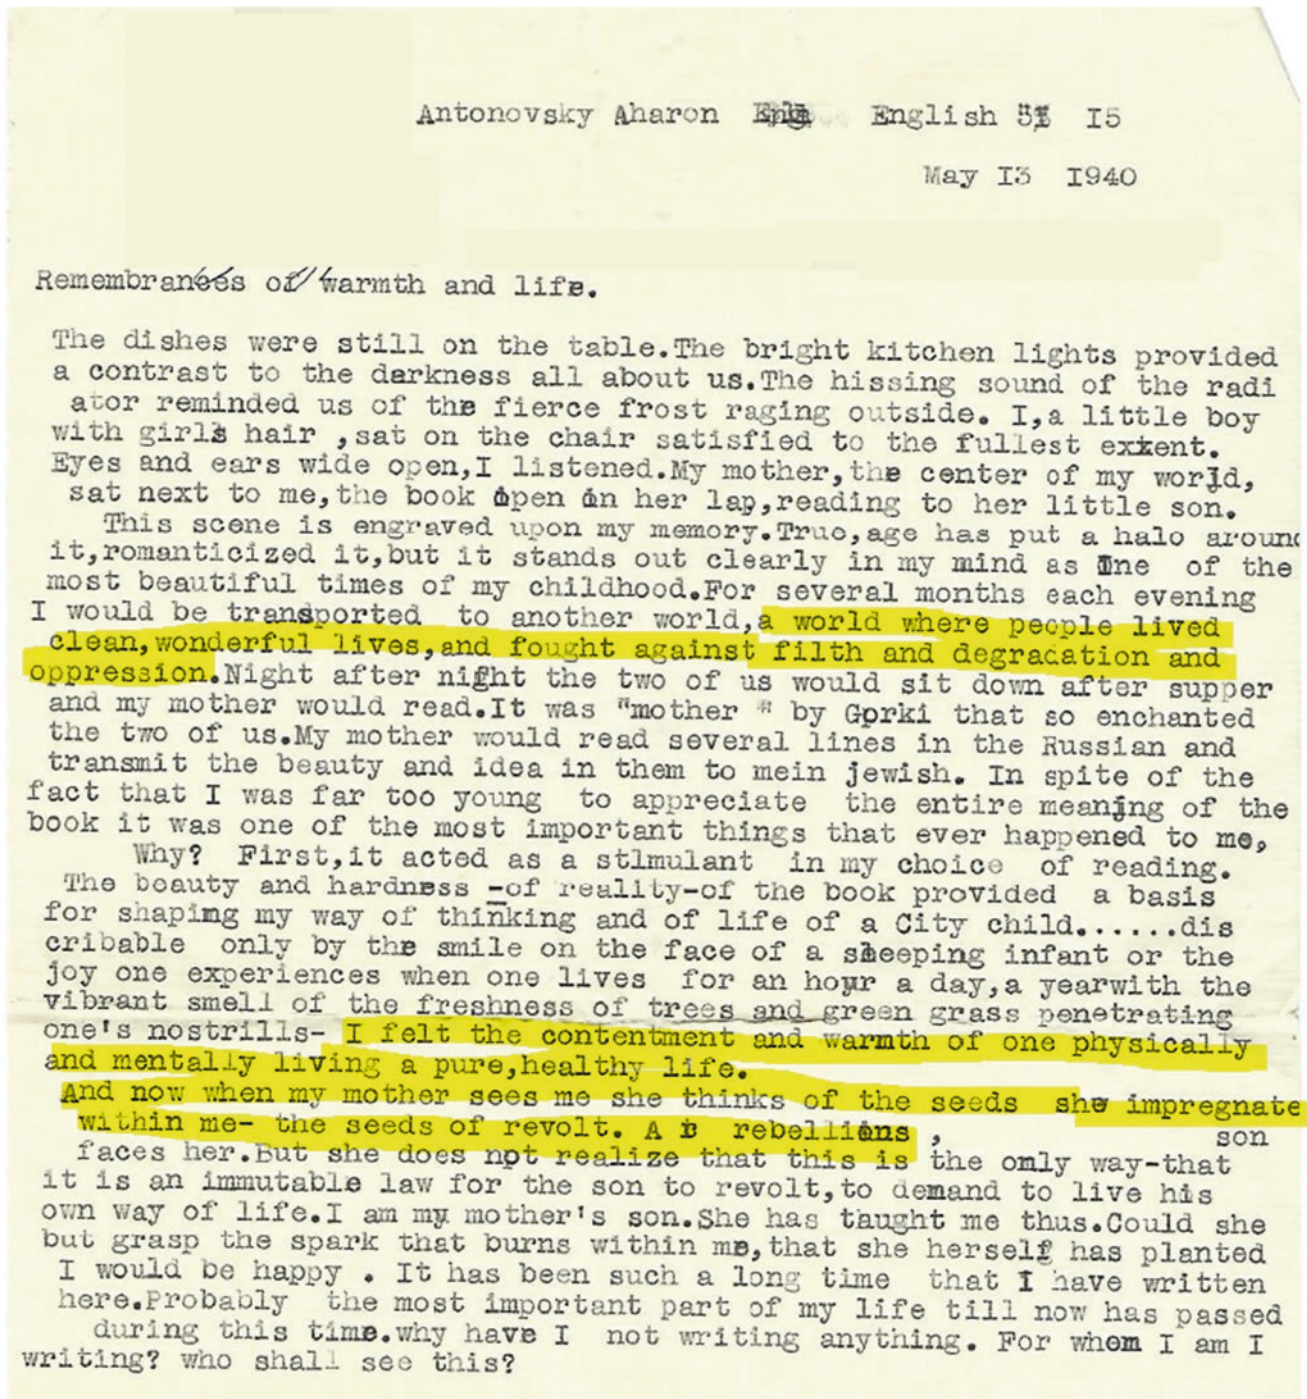 Antonovsky Aharon English 51 I5
May I3 I940
Remembrances of warmth and life.
The dishes were still on the table.The bright kitchen lights provided
a contrast to the darkness all about us.The hissing sound of the radi
ator reminded us of the fierce frost raging outside. I,a little boy
with girls hair ,sat on the chair satisfied to the fullest extent.
Eyes and ears wide open,I listened.My mother,the center of my world,
sat next to me,the book open in her lap,reading to her little son.
This scene is engraved upon my memory.True,age has put a halo around
it,romanticized it,but it stands out clearly in my mind as one of the
most beautiful times of my childhood.For several months each evening
I would be transported to another world,a world where people lived
clean,wonderful lives,and fought against filth and degradation and
oppression.Night after night the two of us would sit down after supper
and my mother would read.It was "mother " by Gorki that so enchanted
the two of us.My mother would read several lines in the Russian and
transmit the beauty and idea in them to mein jewish. In spite of the
fact that I was far too young to appreciate the entire meaning of the
book it was one of the most important things that ever happened to me,
Why? First,it acted as a stlmulant in my choice of reading.
The beauty and hardness -of reality-of the book provided a basis
for shaping my way of thinking and of life of a City child......dis
cribable only by the smile on the face of a sleeping infant or the
joy one experiences when one lives for an hour a day,a yearwith the
vibrant smell of the freshness of trees and green grass penetrating
one's nostrills- I felt the contentment and warmth of one physically
and mentally living a pure,healthy life.
And now when my mother sees me she thinks of the seeds she impregnate
within me- the seeds of revolt. A rebellions , son
faces her.But she does not realize that this is the only way-that
it is an immutable law for the son to revolt,to demand to live his
own way of life.I am my mother's son.She has taught me thus.Could she
but grasp the spark that burns within me,that she herself has planted
I would be happy . It has been such a long time that I have written
here.Probably the most important part of my life till now has passed
during this time.why have I not writing anything. For whom I am I
writing? who shall see this?